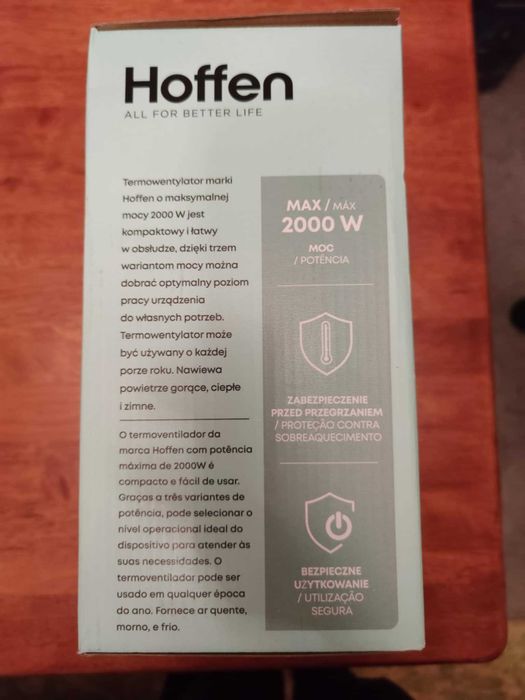 Hoffen
ALL FOR BETTER LIFE
Termowentylator marki
Hoffen o maksymalnej
mocy 2000 W jest
kompaktowy i łatwy
w obsłudze, dzięki trzem
wariantom mocy można
dobrać optymalny poziom
pracy urządzenia
do własnych potrzeb.
Termowentylator może
być używany o każdej
porze roku. Nawiewa
powietrze gorące, ciepłe
i zimne.
O termoventilador da
marca Hoffen com potência
máxima de 2000W é
compacto e fácil de usar.
Graças a três variantes de
potência, pode selecionar o
nível operacional ideal do
dispositivo para atender às
suas necessidades. O
termoventilador pode ser
usado em qualquer época
do ano. Fornece ar quente,
morno, e frio.
MAX / MÁX
2000 W
MOC
/ POTÊNCIA
ZABEZPIECZENIE
PRZED PRZEGRZANIEM
/ PROTEÇÃO CONTRA
SOBREAQUECIMENTO
BEZPIECZNE
UŻYTKOWANIE
/ UTILIZAÇÃO
SEGURA